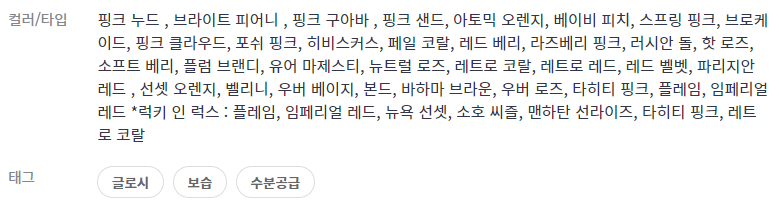 컬러/타입
핑크 누드 , 브라이트 피어니 , 핑크 구아바 , 핑크 샌드, 아토믹 오렌지, 베이비 피치, 스프링 핑크, 브로케
이드, 핑크 클라우드, 포쉬 핑크, 히비스커스, 페일 코랄, 레드 베리, 라즈베리 핑크, 러시안 돌, 핫 로즈,
소프트 베리, 플럼 브랜디, 유어 마제스티, 뉴트럴 로즈, 레트로 코랄, 레트로 레드, 레드 벨벳, 파리지안
레드 , 선셋 오렌지, 벨리니, 우버 베이지, 본드, 바하마 브라운, 우버 로즈, 타히티 핑크, 플레임, 임페리얼
레드 *럭키 인 럭스 : 플레임, 임페리얼 레드, 뉴욕 선셋, 소호 씨즐, 맨하탄 선라이즈, 타히티 핑크, 레트
로 코랄
태그
글로시 보습 수분공급